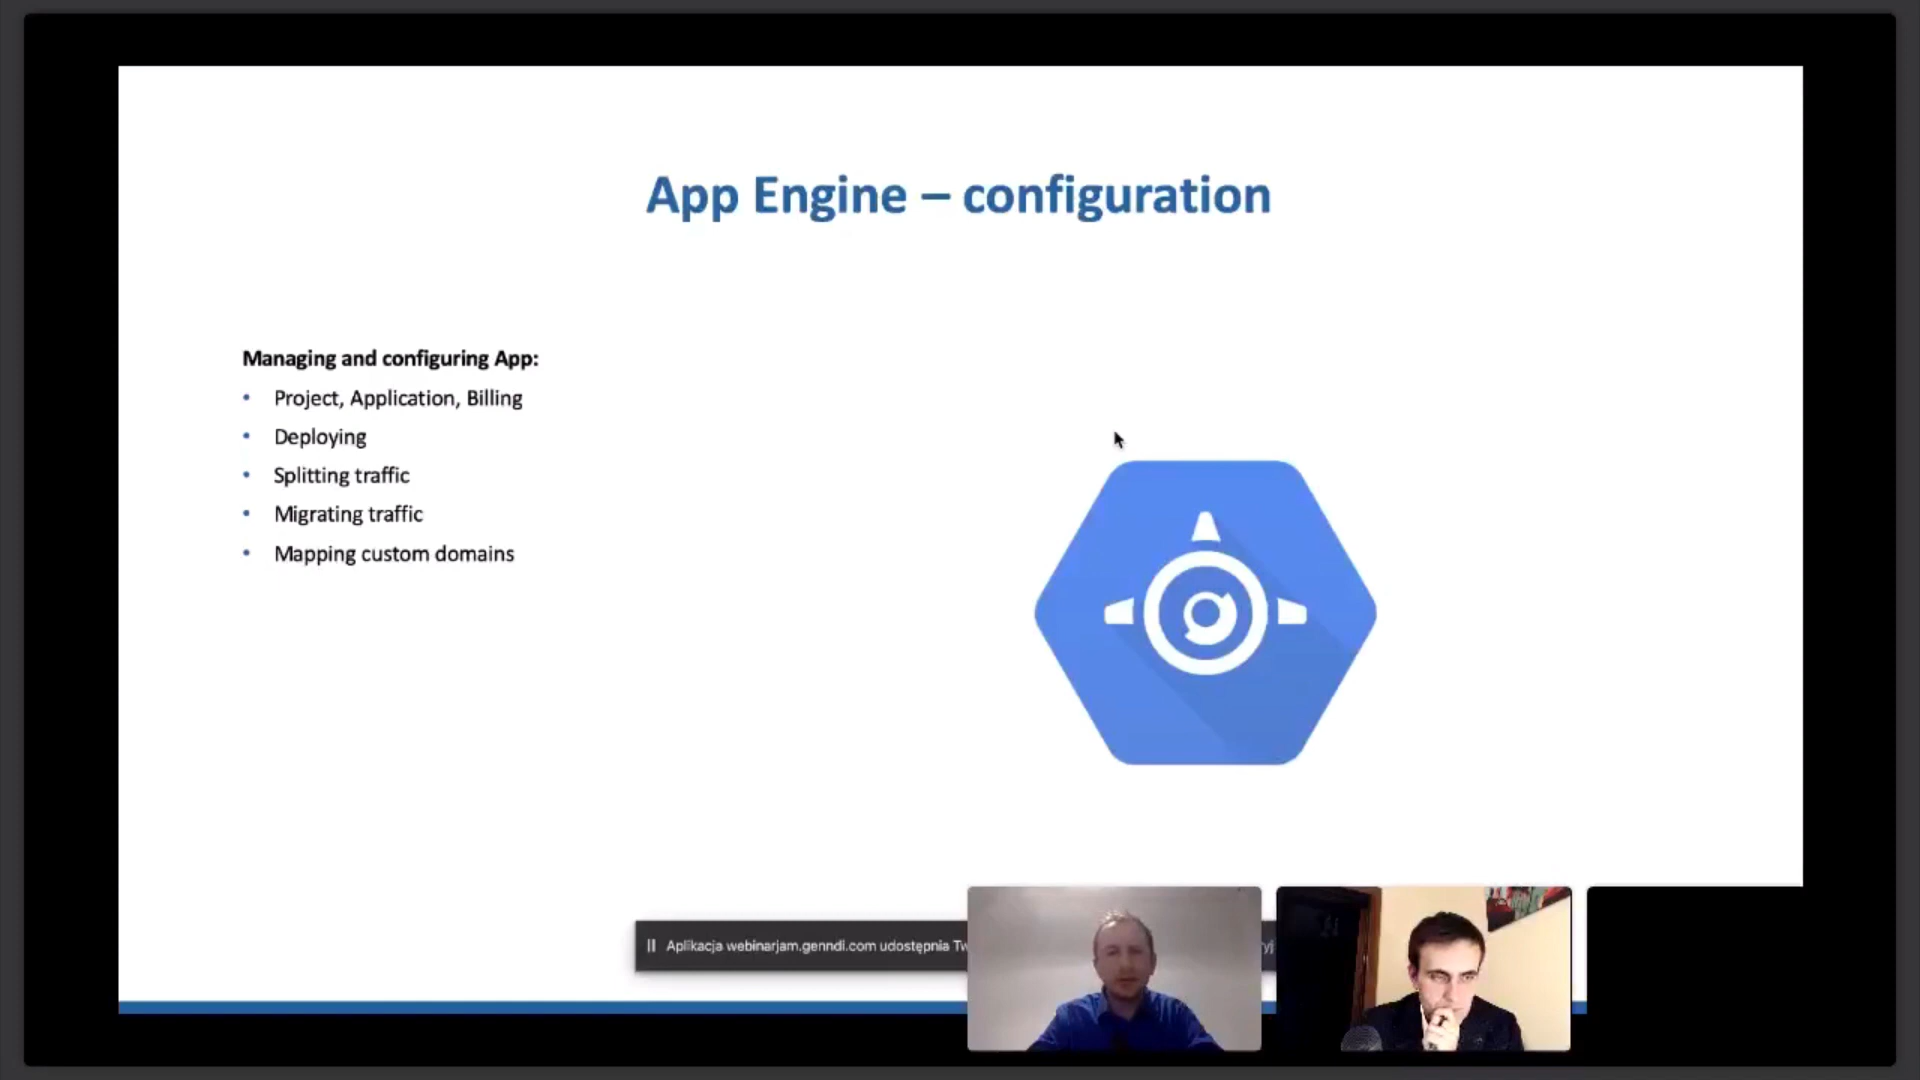 App Engine – configuration
Managing and configuring App:
• Project, Application, Billing
• Deploying
• Splitting traffic
• Migrating traffic
• Mapping custom domains
Aplikacja webinarjam.genndi.com udostępnia